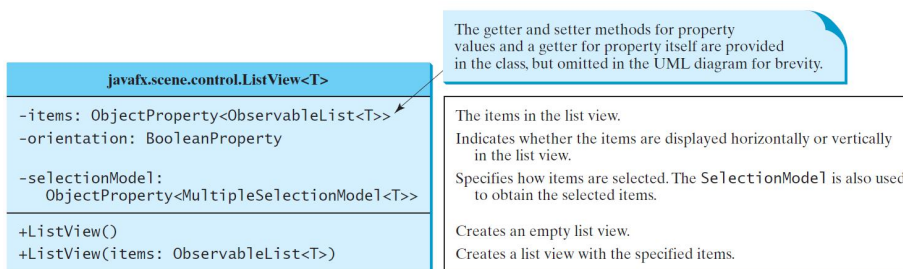 The getter and setter methods for property
values and a getter for property itself are provided
in the class, but omitted in the UML diagram for brevity.
javafx.scene.control.ListView<T>
-items: ObjectProperty<ObservableList<T>>
-orientation: BooleanProperty
-selectionModel:
ObjectProperty<MultipleSelectionModel<T>>
+ListView()
+ListView(items: ObservableList<T>)
The items in the list view.
Indicates whether the items are displayed horizontally or vertically
in the list view.
Specifies how items are selected. The SelectionModel is also used
to obtain the selected items.
Creates an empty list view.
Creates a list view with the specified items.